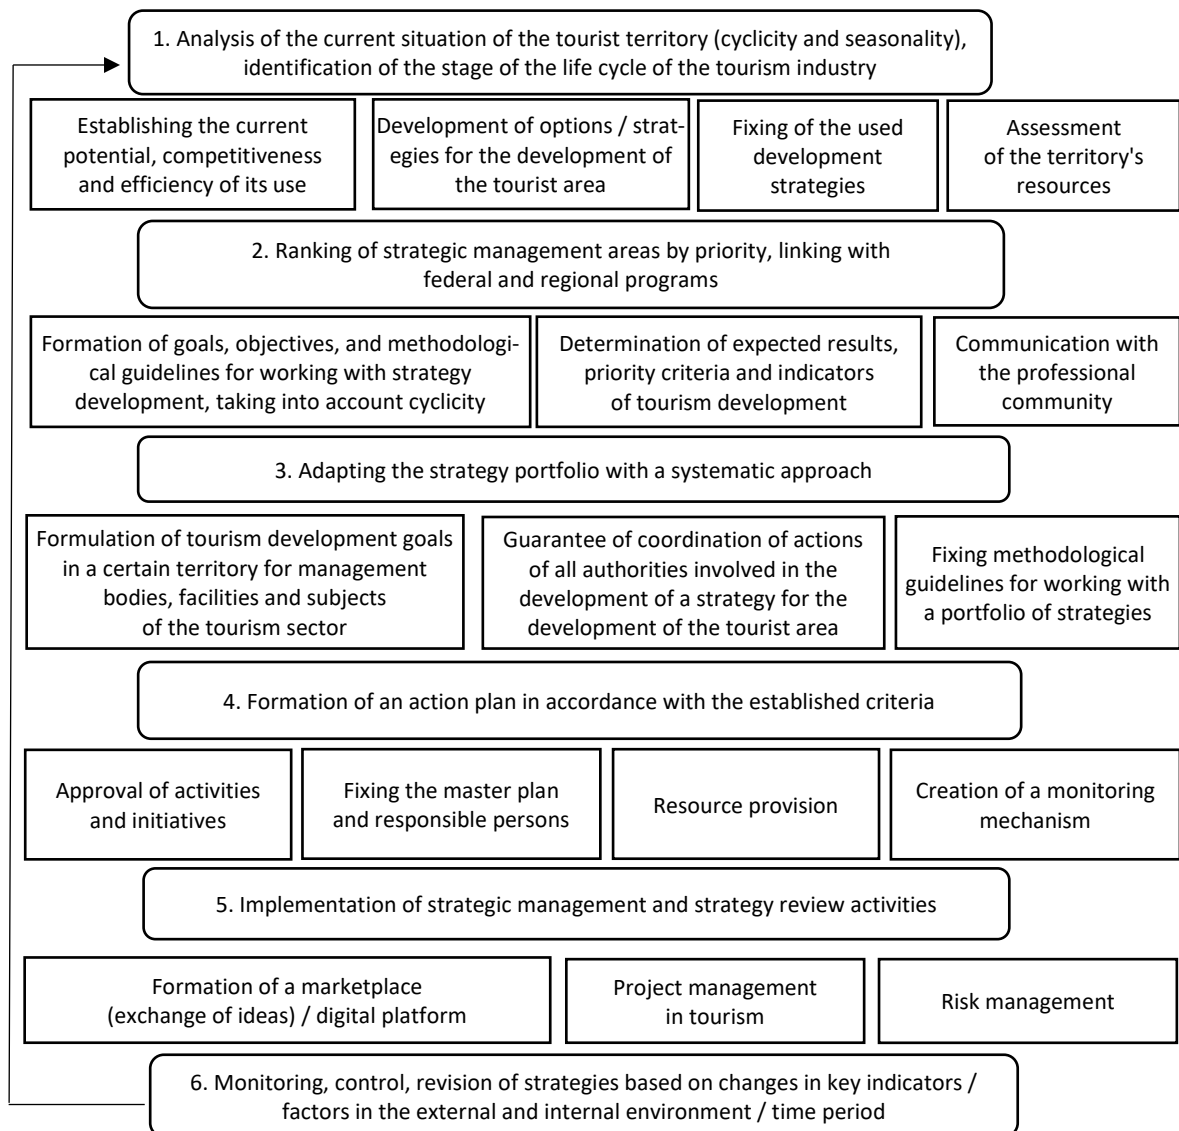 1. Analysis of the current situation of the tourist territory (cyclicity and seasonality),
identification of the stage of the life cycle of the tourism industry
Establishing the current
potential, competitiveness
and efficiency of its use
Development of options / strat-
egies for the development of
the tourist area
Fixing of the used
development
strategies
Assessment
of the territory's
resources
2. Ranking of strategic management areas by priority, linking with
federal and regional programs
Formation of goals, objectives, and methodologi-
cal guidelines for working with strategy
development, taking into account cyclicity
Determination of expected results,
priority criteria and indicators
of tourism development
Communication with
the professional
community
3. Adapting the strategy portfolio with a systematic approach
Formulation of tourism development goals
in a certain territory for management
bodies, facilities and subjects
of the tourism sector
Guarantee of coordination of actions
of all authorities involved in the
development of a strategy for the
development of the tourist area
Fixing methodological
guidelines for working with
a portfolio of strategies
4. Formation of an action plan in accordance with the established criteria
Approval of activities
and initiatives
Fixing the master plan
and responsible persons
Resource provision
Creation of a monitoring
mechanism
5. Implementation of strategic management and strategy review activities
Formation of a marketplace
(exchange of ideas) / digital platform
Project management
in tourism
Risk management
6. Monitoring, control, revision of strategies based on changes in key indicators /
factors in the external and internal environment / time period